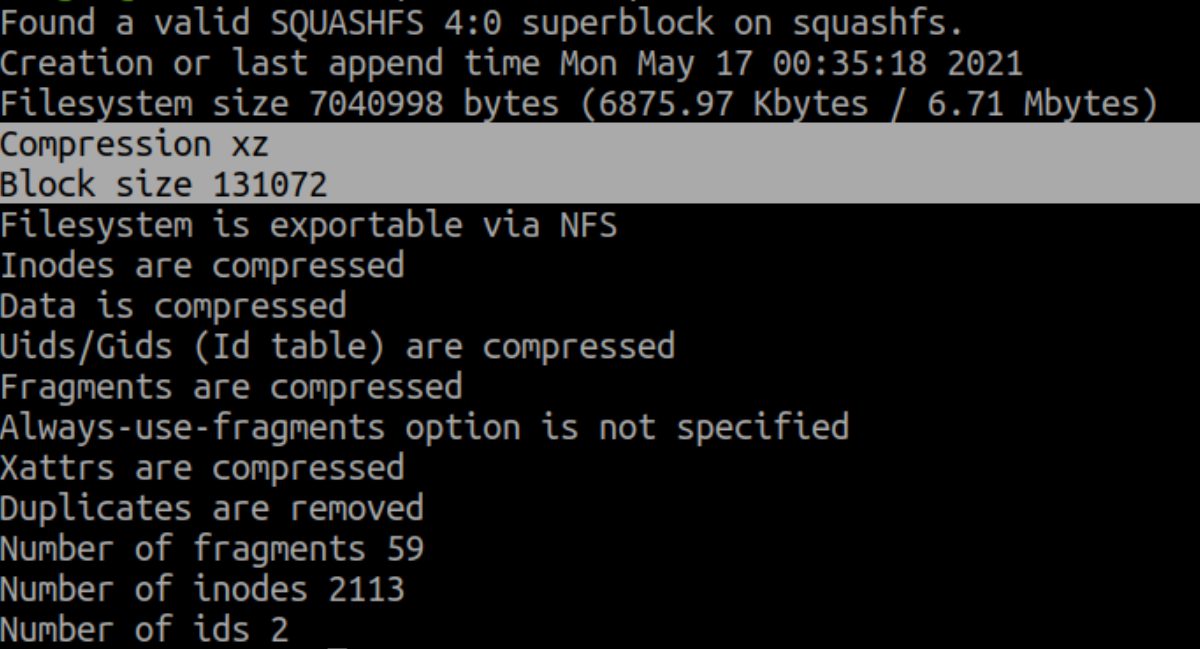 Found a valid SQUASHFS 4:0 superblock on squashfs.
Creation or last append time Mon May 17 00:35:18 2021
Filesystem size 7040998 bytes (6875.97 Kbytes / 6.71 Mbytes)
Compression xz
Block size 131072
Filesystem is exportable via NFS
Inodes are compressed
Data is compressed
Uids/Gids (Id table) are compressed
Fragments are compressed
Always-use-fragments option is not specified
Xattrs are compressed
Duplicates are removed
Number of fragments 59
Number of inodes 2113
Number of ids 2